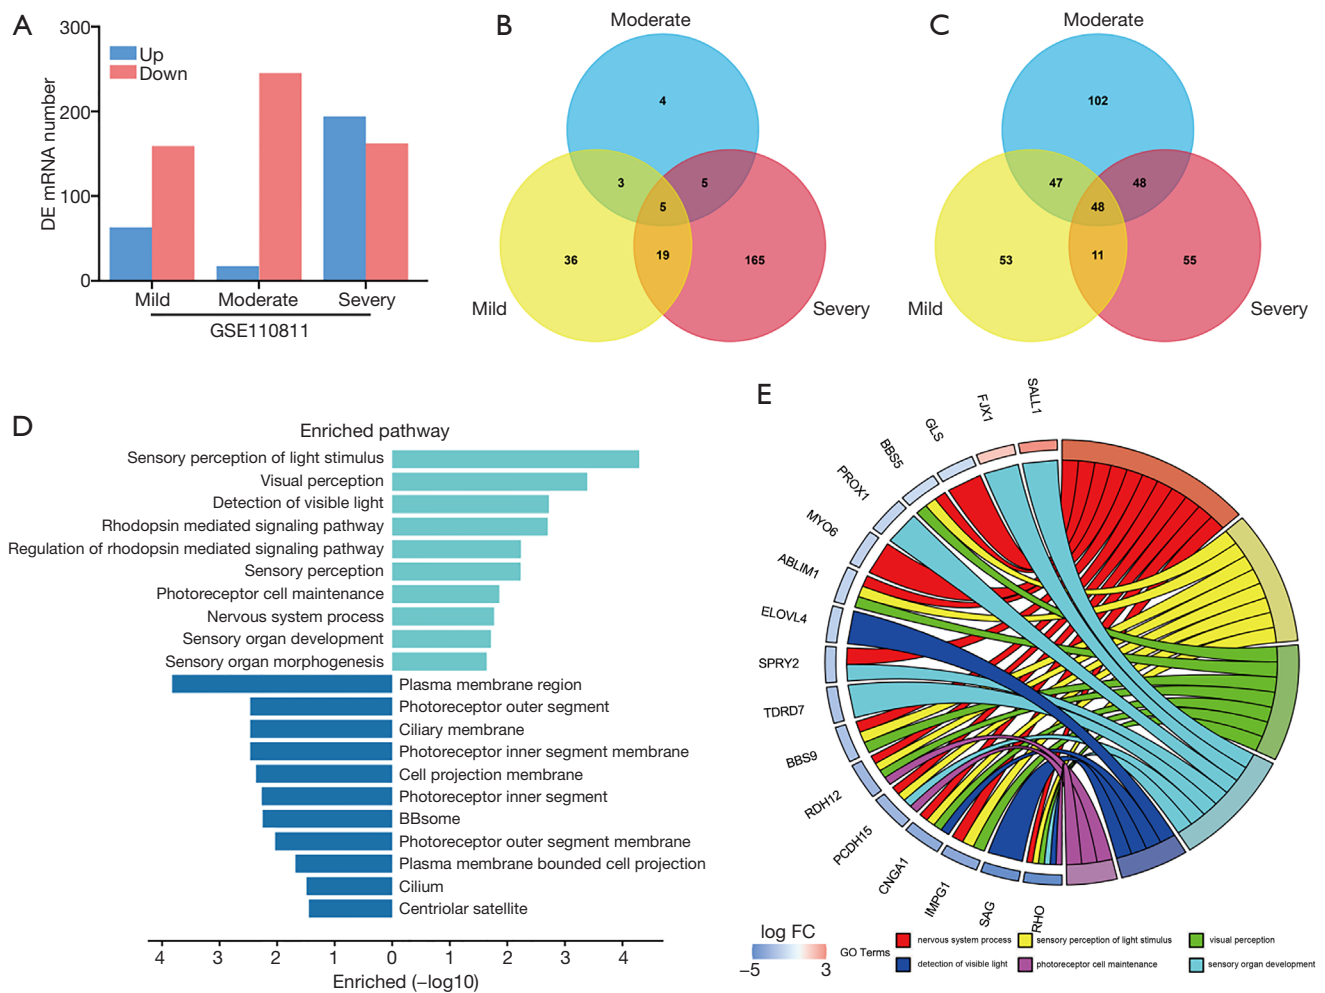 A
300
200
100
0
DE mRNA number
Up
Down
Mild Moderate Severy
GSE110811
B
Moderate
4
3 5
5
36 19 165
Mild Severy
C
Moderate
102
47 48
48
53 11 55
Mild Severy
D
Enriched pathway
Sensory perception of light stimulus
Visual perception
Detection of visible light
Rhodopsin mediated signaling pathway
Regulation of rhodopsin mediated signaling pathway
Sensory perception
Photoreceptor cell maintenance
Nervous system process
Sensory organ development
Sensory organ morphogenesis
Plasma membrane region
Photoreceptor outer segment
Ciliary membrane
Photoreceptor inner segment membrane
Cell projection membrane
Photoreceptor inner segment
BBsome
Photoreceptor outer segment membrane
Plasma membrane bounded cell projection
Cilium
Centriolar satellite
4 3 2 1 0 1 2 3 4
Enriched (−log10)
E
SALL1
FJX1
GLS
BBS5
PROX1
MYO6
ABLIM1
ELOVL4
SPRY2
TDRD7
BBS9
RDH12
PCDH15
CNGA1
IMPG1
SAG
RHO
log FC
−5 3
GO Terms
nervous system process
sensory perception of light stimulus
visual perception
detection of visible light
photoreceptor cell maintenance
sensory organ development